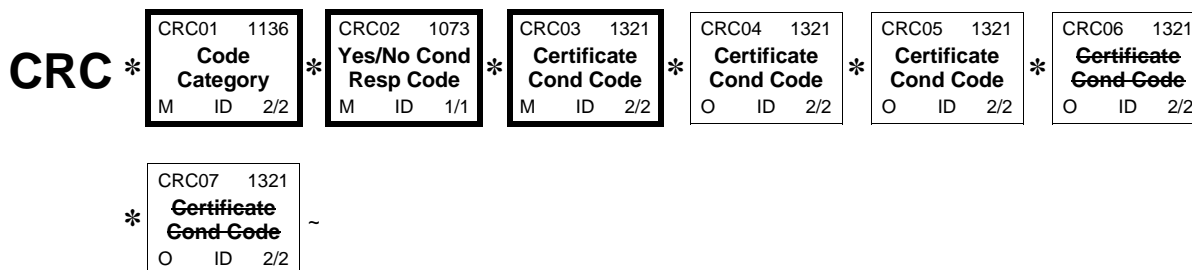 CRC01 1136 CRC02 1073 CRC03 1321 CRC04 1321 CRC05 1321 CRC06 1321
CRC * Code * Yes/No Cond * Certificate * Certificate * Certificate * Certificate
Category Resp Code Cond Code Cond Code Cond Code Cond Code
M ID 2/2 M ID 1/1 M ID 2/2 O ID 2/2 O ID 2/2 O ID 2/2
CRC07 1321
* Certificate ~
Cond Code
O ID 2/2